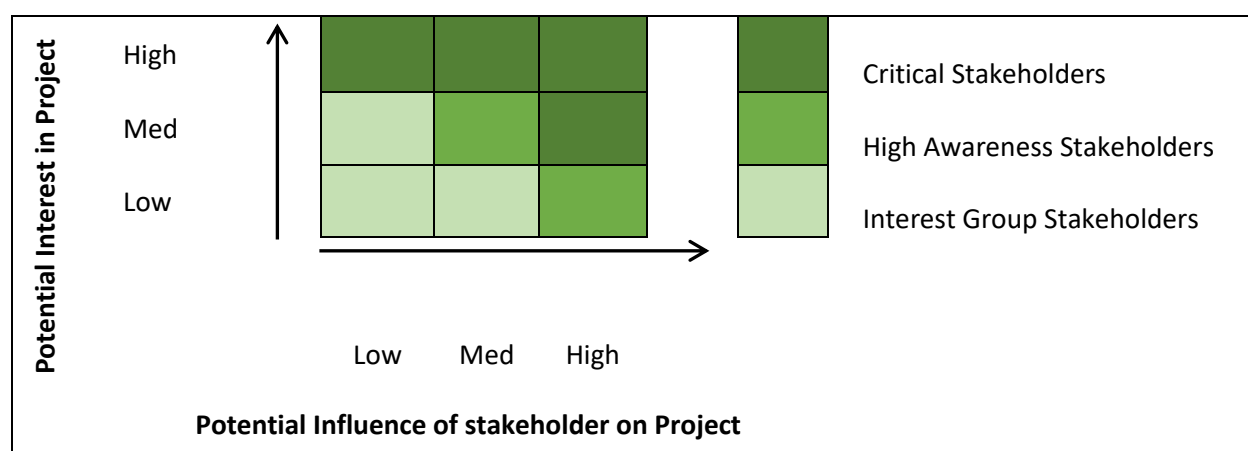 Potential Interest in Project
High
Med
Low
Critical Stakeholders
High Awareness Stakeholders
Interest Group Stakeholders
Low Med High
Potential Influence of stakeholder on Project